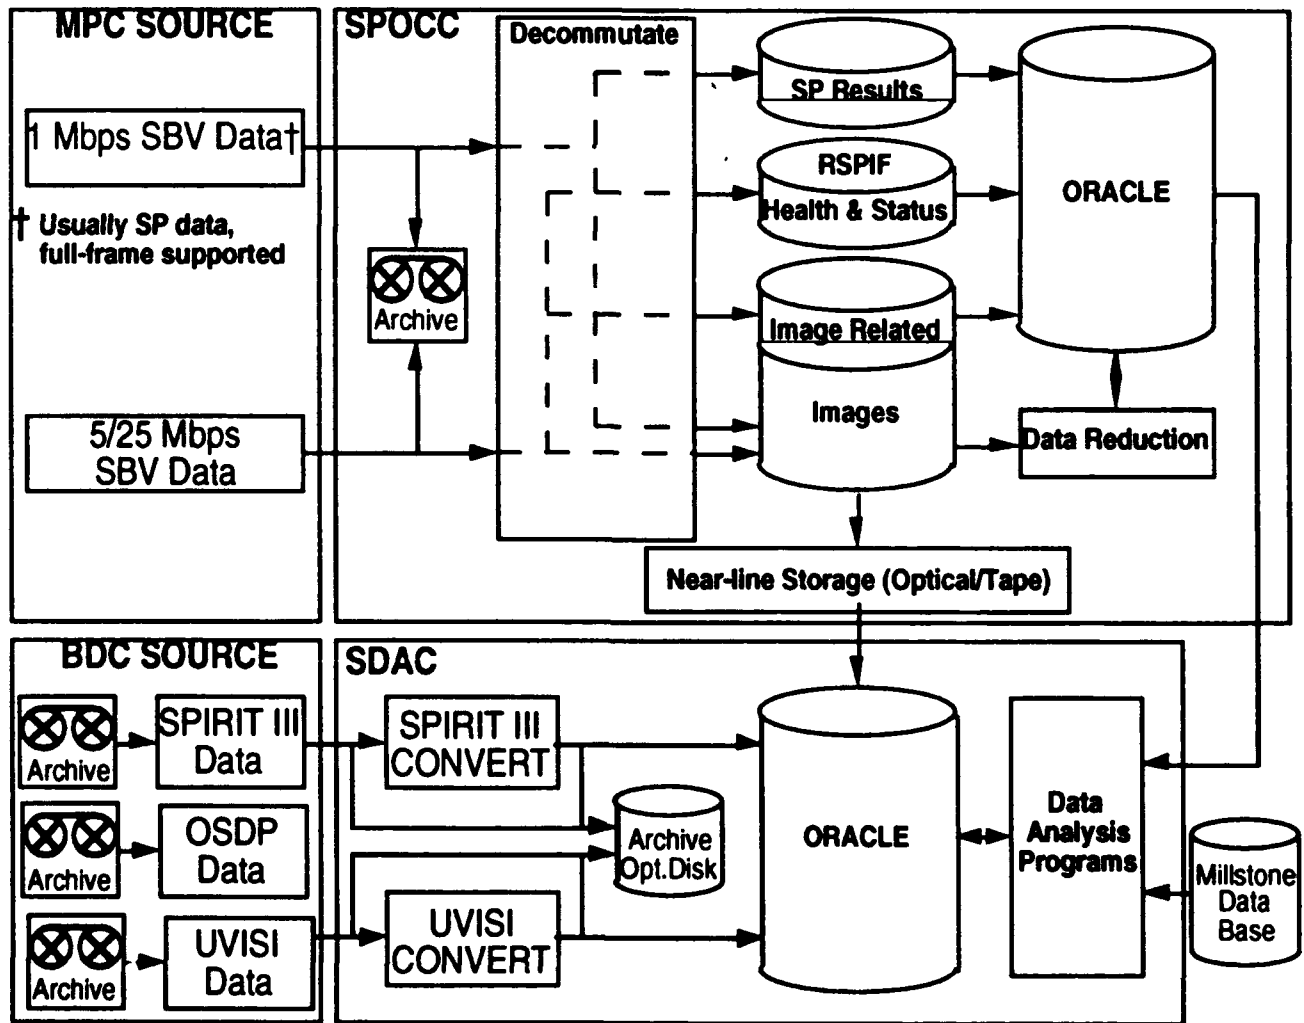 MPC SOURCE
1 Mbps SBV Data†
† Usually SP data,
full-frame supported
5/25 Mbps
SBV Data
SPOCC
Archive
Decommutate
SP Results
RSPIF
Health & Status
Image Related
Images
ORACLE
Data Reduction
Near-line Storage (Optical/Tape)
BDC SOURCE
Archive
SPIRIT III
Data
Archive
OSDP
Data
Archive
UVISI
Data
SDAC
SPIRIT III
CONVERT
Archive
Opt.Disk
UVISI
CONVERT
ORACLE
Data
Analysis
Programs
Millstone
Data
Base